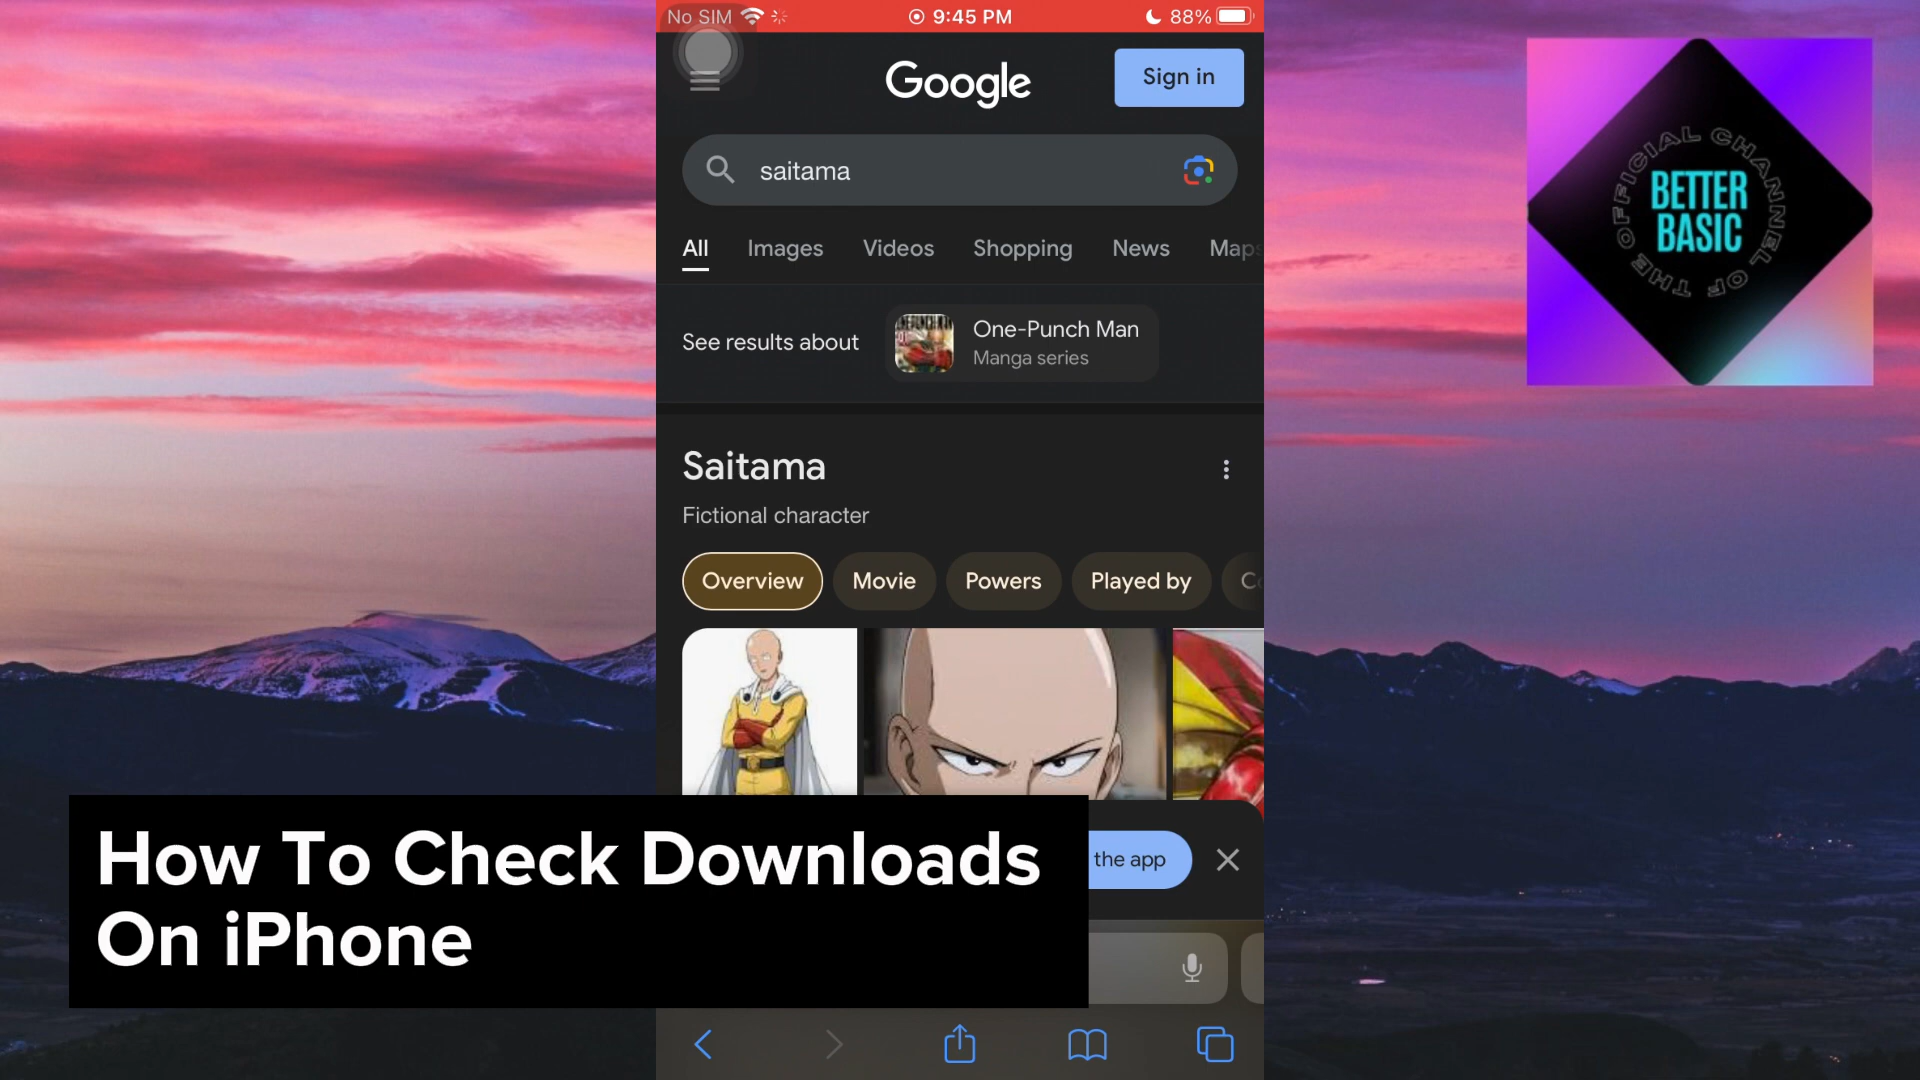 No SIM
9:45 PM
88%
Google
Sign in
saitama
All Images Videos Shopping News Maps
See results about
One-Punch Man
Manga series
Saitama
Fictional character
Overview Movie Powers Played by Co
the app
How To Check Downloads
On iPhone
OFFICIAL CHANNEL OF THE
BETTER
BASIC